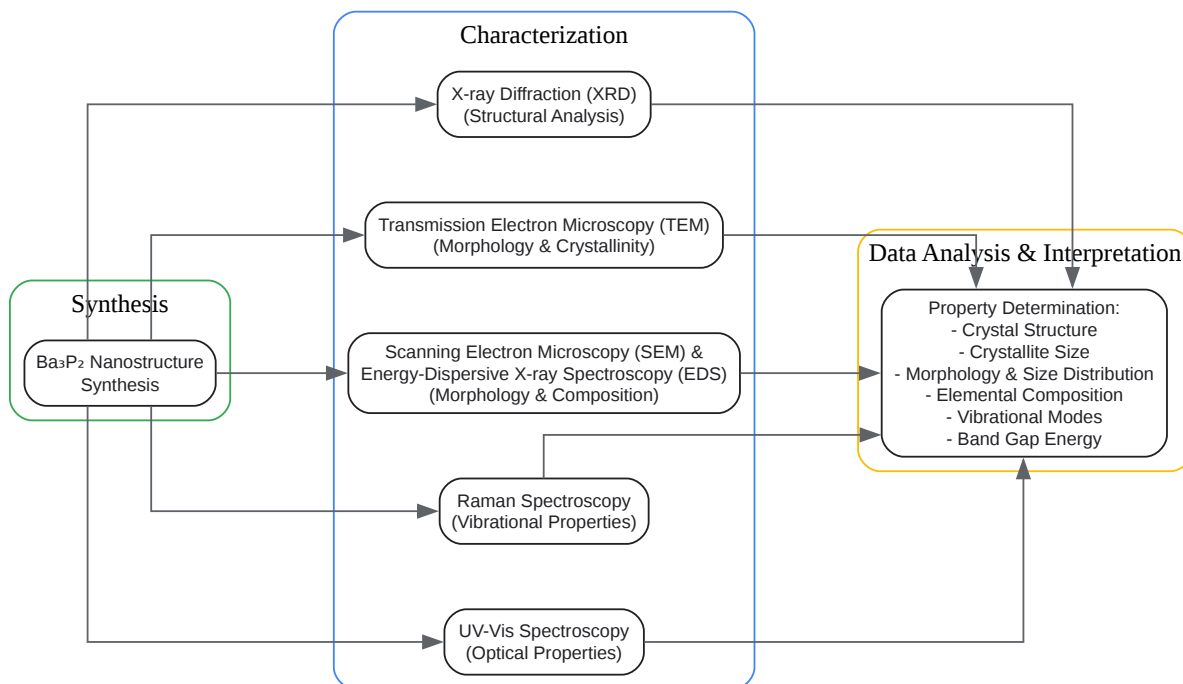 Characterization
X-ray Diffraction (XRD)
(Structural Analysis)
Transmission Electron Microscopy (TEM)
(Morphology & Crystallinity)
Data Analysis & Interpretation
Synthesis
Ba₃P₂ Nanostructure
Synthesis
Scanning Electron Microscopy (SEM) &
Energy-Dispersive X-ray Spectroscopy (EDS)
(Morphology & Composition)
Property Determination:
- Crystal Structure
- Crystallite Size
- Morphology & Size Distribution
- Elemental Composition
- Vibrational Modes
- Band Gap Energy
Raman Spectroscopy
(Vibrational Properties)
UV-Vis Spectroscopy
(Optical Properties)